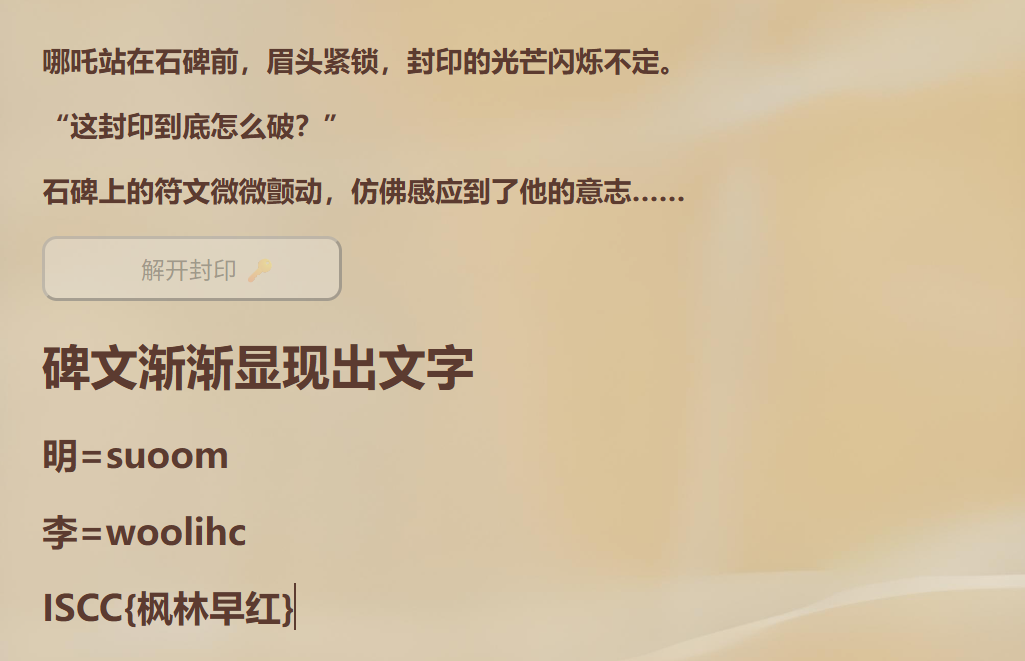 哪吒站在石碑前，眉头紧锁，封印的光芒闪烁不定。
“这封印到底怎么破？”
石碑上的符文微微颤动，仿佛感应到了他的意志……
解开封印 🔑
碑文渐渐显现出文字
明=suoom
李=woolihc
ISCC{枫林早红}